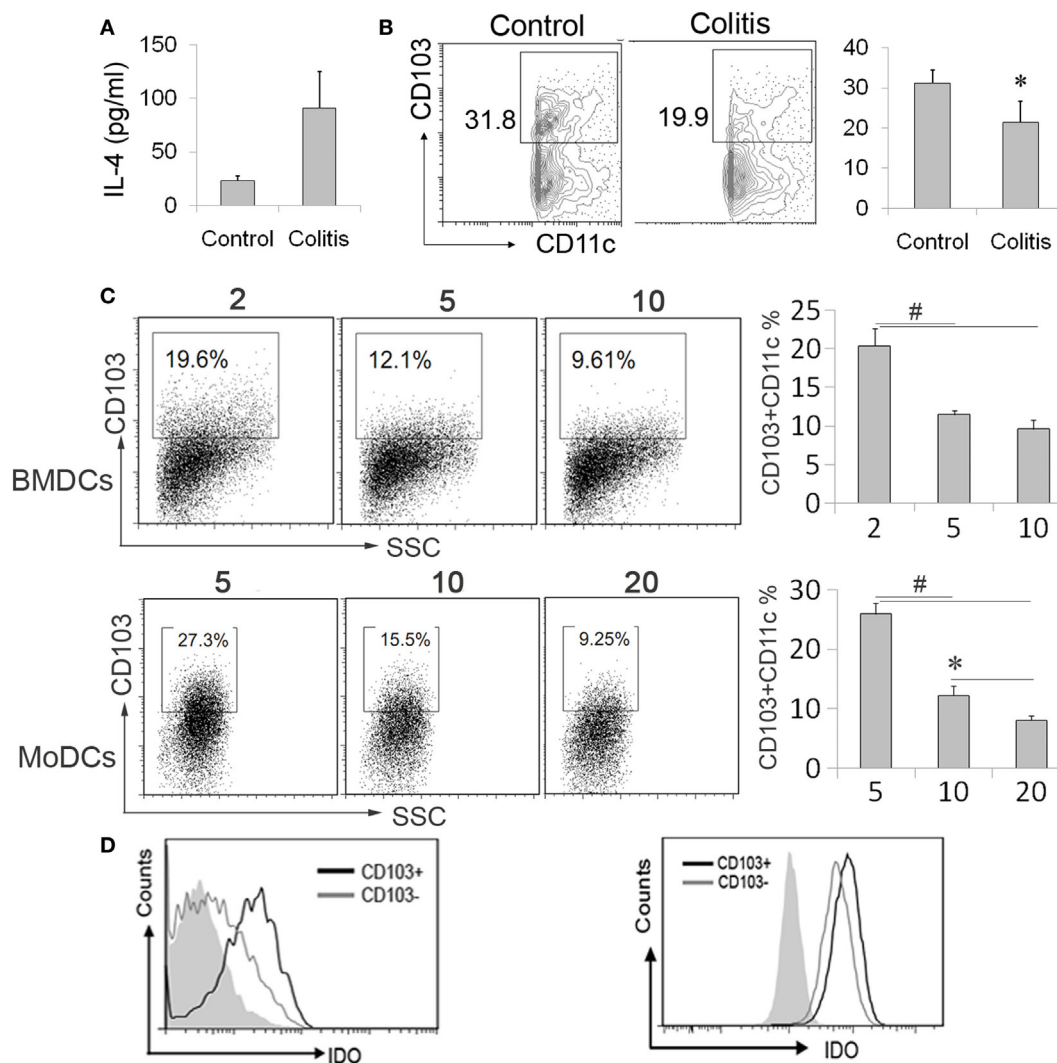 A
IL-4 (pg/ml)
150
100
50
0
Control Colitis
B
Control Colitis
CD103
31.8
19.9
CD11c
40
30
20
10
0
*
Control Colitis
C
2 5 10
CD103
19.6% 12.1% 9.61%
BMDCs
SSC
CD103+CD11c %
25
20
15
10
5
0
#
2 5 10
5 10 20
CD103
27.3% 15.5% 9.25%
MoDCs
SSC
CD103+CD11c %
30
20
10
0
#
*
5 10 20
D
Counts
CD103+
CD103-
IDO
Counts
CD103+
CD103-
IDO